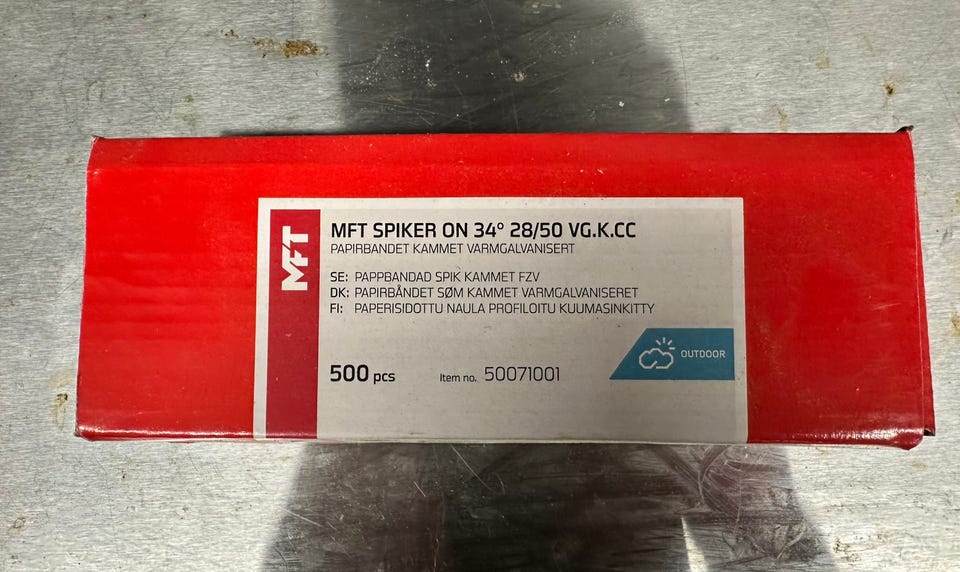 MFT
MFT SPIKER ON 34° 28/50 VG.K.CC
PAPIRBANDET KAMMET VARMGALVANISERT
SE: PAPPBANDAD SPIK KAMMET FZV
DK: PAPIRBÅNDET SØM KAMMET VARMGALVANISERET
FI: PAPERISIDOTTU NAULA PROFILOITU KUUMASINKITTY
OUTDOOR
500 pcs Item no. 50071001